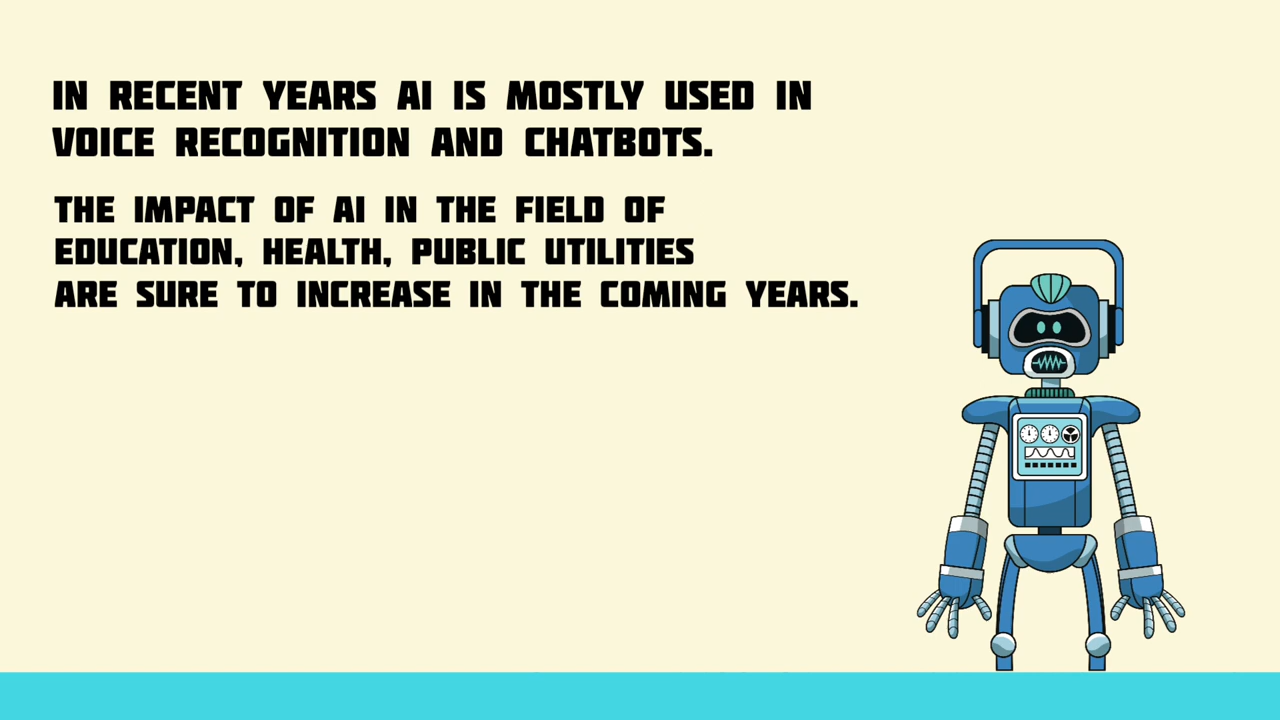 IN RECENT YEARS AI IS MOSTLY USED IN
VOICE RECOGNITION AND CHATBOTS.
THE IMPACT OF AI IN THE FIELD OF
EDUCATION, HEALTH, PUBLIC UTILITIES
ARE SURE TO INCREASE IN THE COMING YEARS.